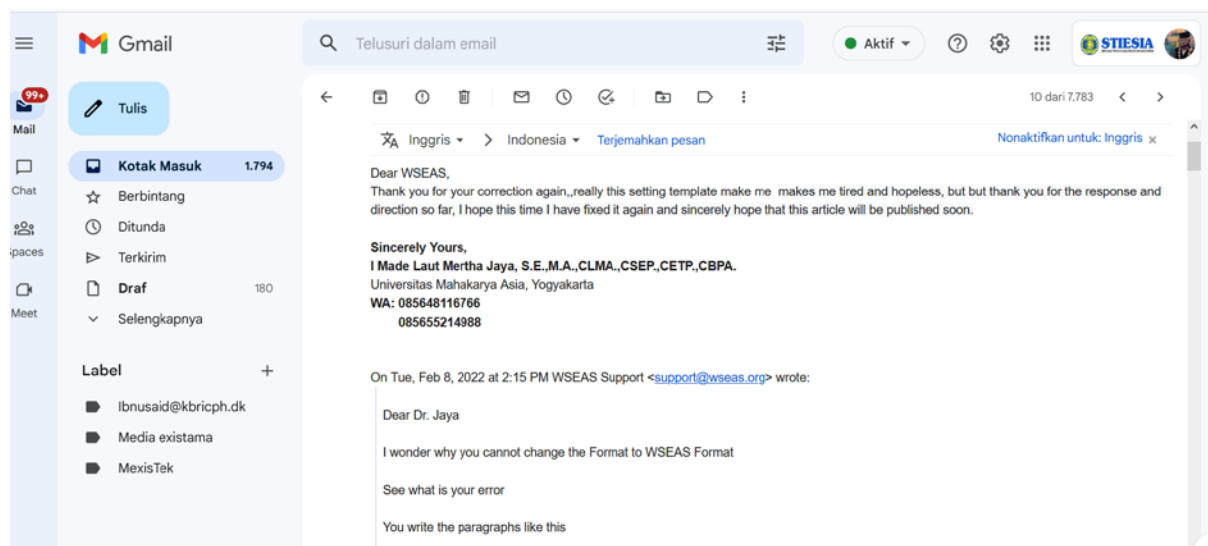 Gmail
Telusuri dalam email
Aktif
STIESIA
99+
Mail
Tulis
10 dari 7.783
Inggris
Indonesia
Terjemahkan pesan
Nonaktifkan untuk: Inggris
Kotak Masuk 1.794
Chat
Berbintang
Ditunda
Spaces
Terkirim
Draf 180
Meet
Selengkapnya
Label
Ibnusaid@kbricph.dk
Media existama
MexisTek
Dear WSEAS,
Thank you for your correction again,,really this setting template make me makes me tired and hopeless, but but thank you for the response and
direction so far, I hope this time I have fixed it again and sincerely hope that this article will be published soon.
Sincerely Yours,
I Made Laut Mertha Jaya, S.E.,M.A.,CLMA.,CSEP.,CETP.,CBPA.
Universitas Mahakarya Asia, Yogyakarta
WA: 085648116766
085655214988
On Tue, Feb 8, 2022 at 2:15 PM WSEAS Support <support@wseas.org> wrote:
Dear Dr. Jaya
I wonder why you cannot change the Format to WSEAS Format
See what is your error
You write the paragraphs like this